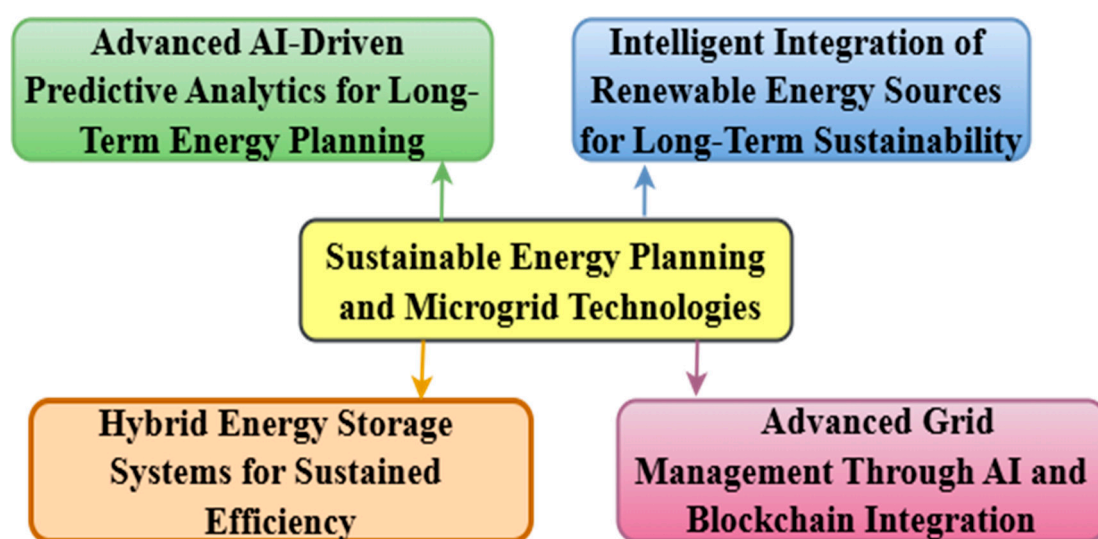 Advanced AI-Driven
Predictive Analytics for Long-
Term Energy Planning
Intelligent Integration of
Renewable Energy Sources
for Long-Term Sustainability
Sustainable Energy Planning
and Microgrid Technologies
Hybrid Energy Storage
Systems for Sustained
Efficiency
Advanced Grid
Management Through AI and
Blockchain Integration